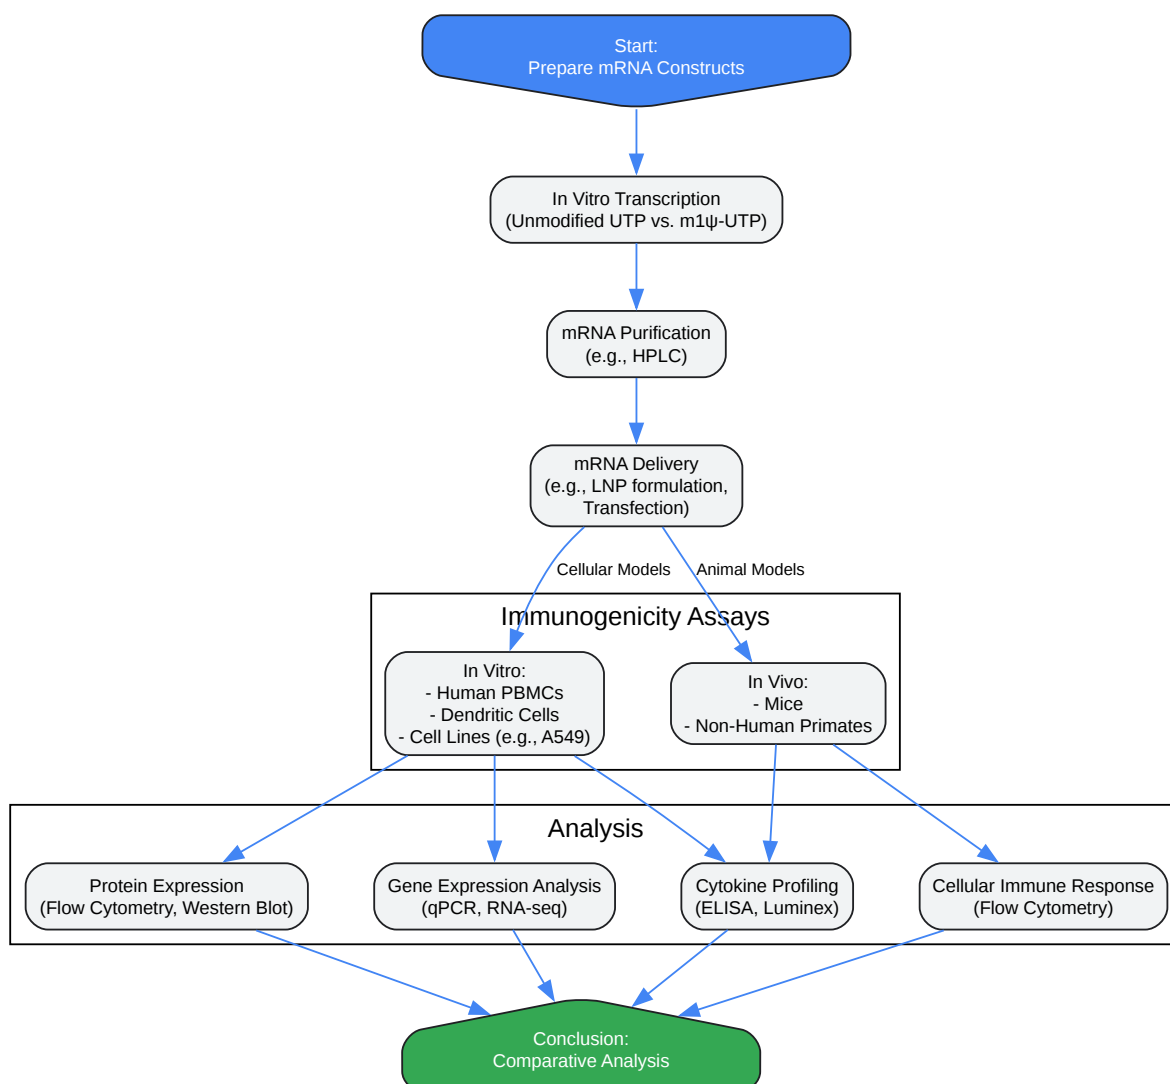 Start:
Prepare mRNA Constructs
In Vitro Transcription
(Unmodified UTP vs. m1ψ-UTP)
mRNA Purification
(e.g., HPLC)
mRNA Delivery
(e.g., LNP formulation,
Transfection)
Cellular Models
Animal Models
Immunogenicity Assays
In Vitro:
- Human PBMCs
- Dendritic Cells
- Cell Lines (e.g., A549)
In Vivo:
- Mice
- Non-Human Primates
Analysis
Protein Expression
(Flow Cytometry, Western Blot)
Gene Expression Analysis
(qPCR, RNA-seq)
Cytokine Profiling
(ELISA, Luminex)
Cellular Immune Response
(Flow Cytometry)
Conclusion:
Comparative Analysis